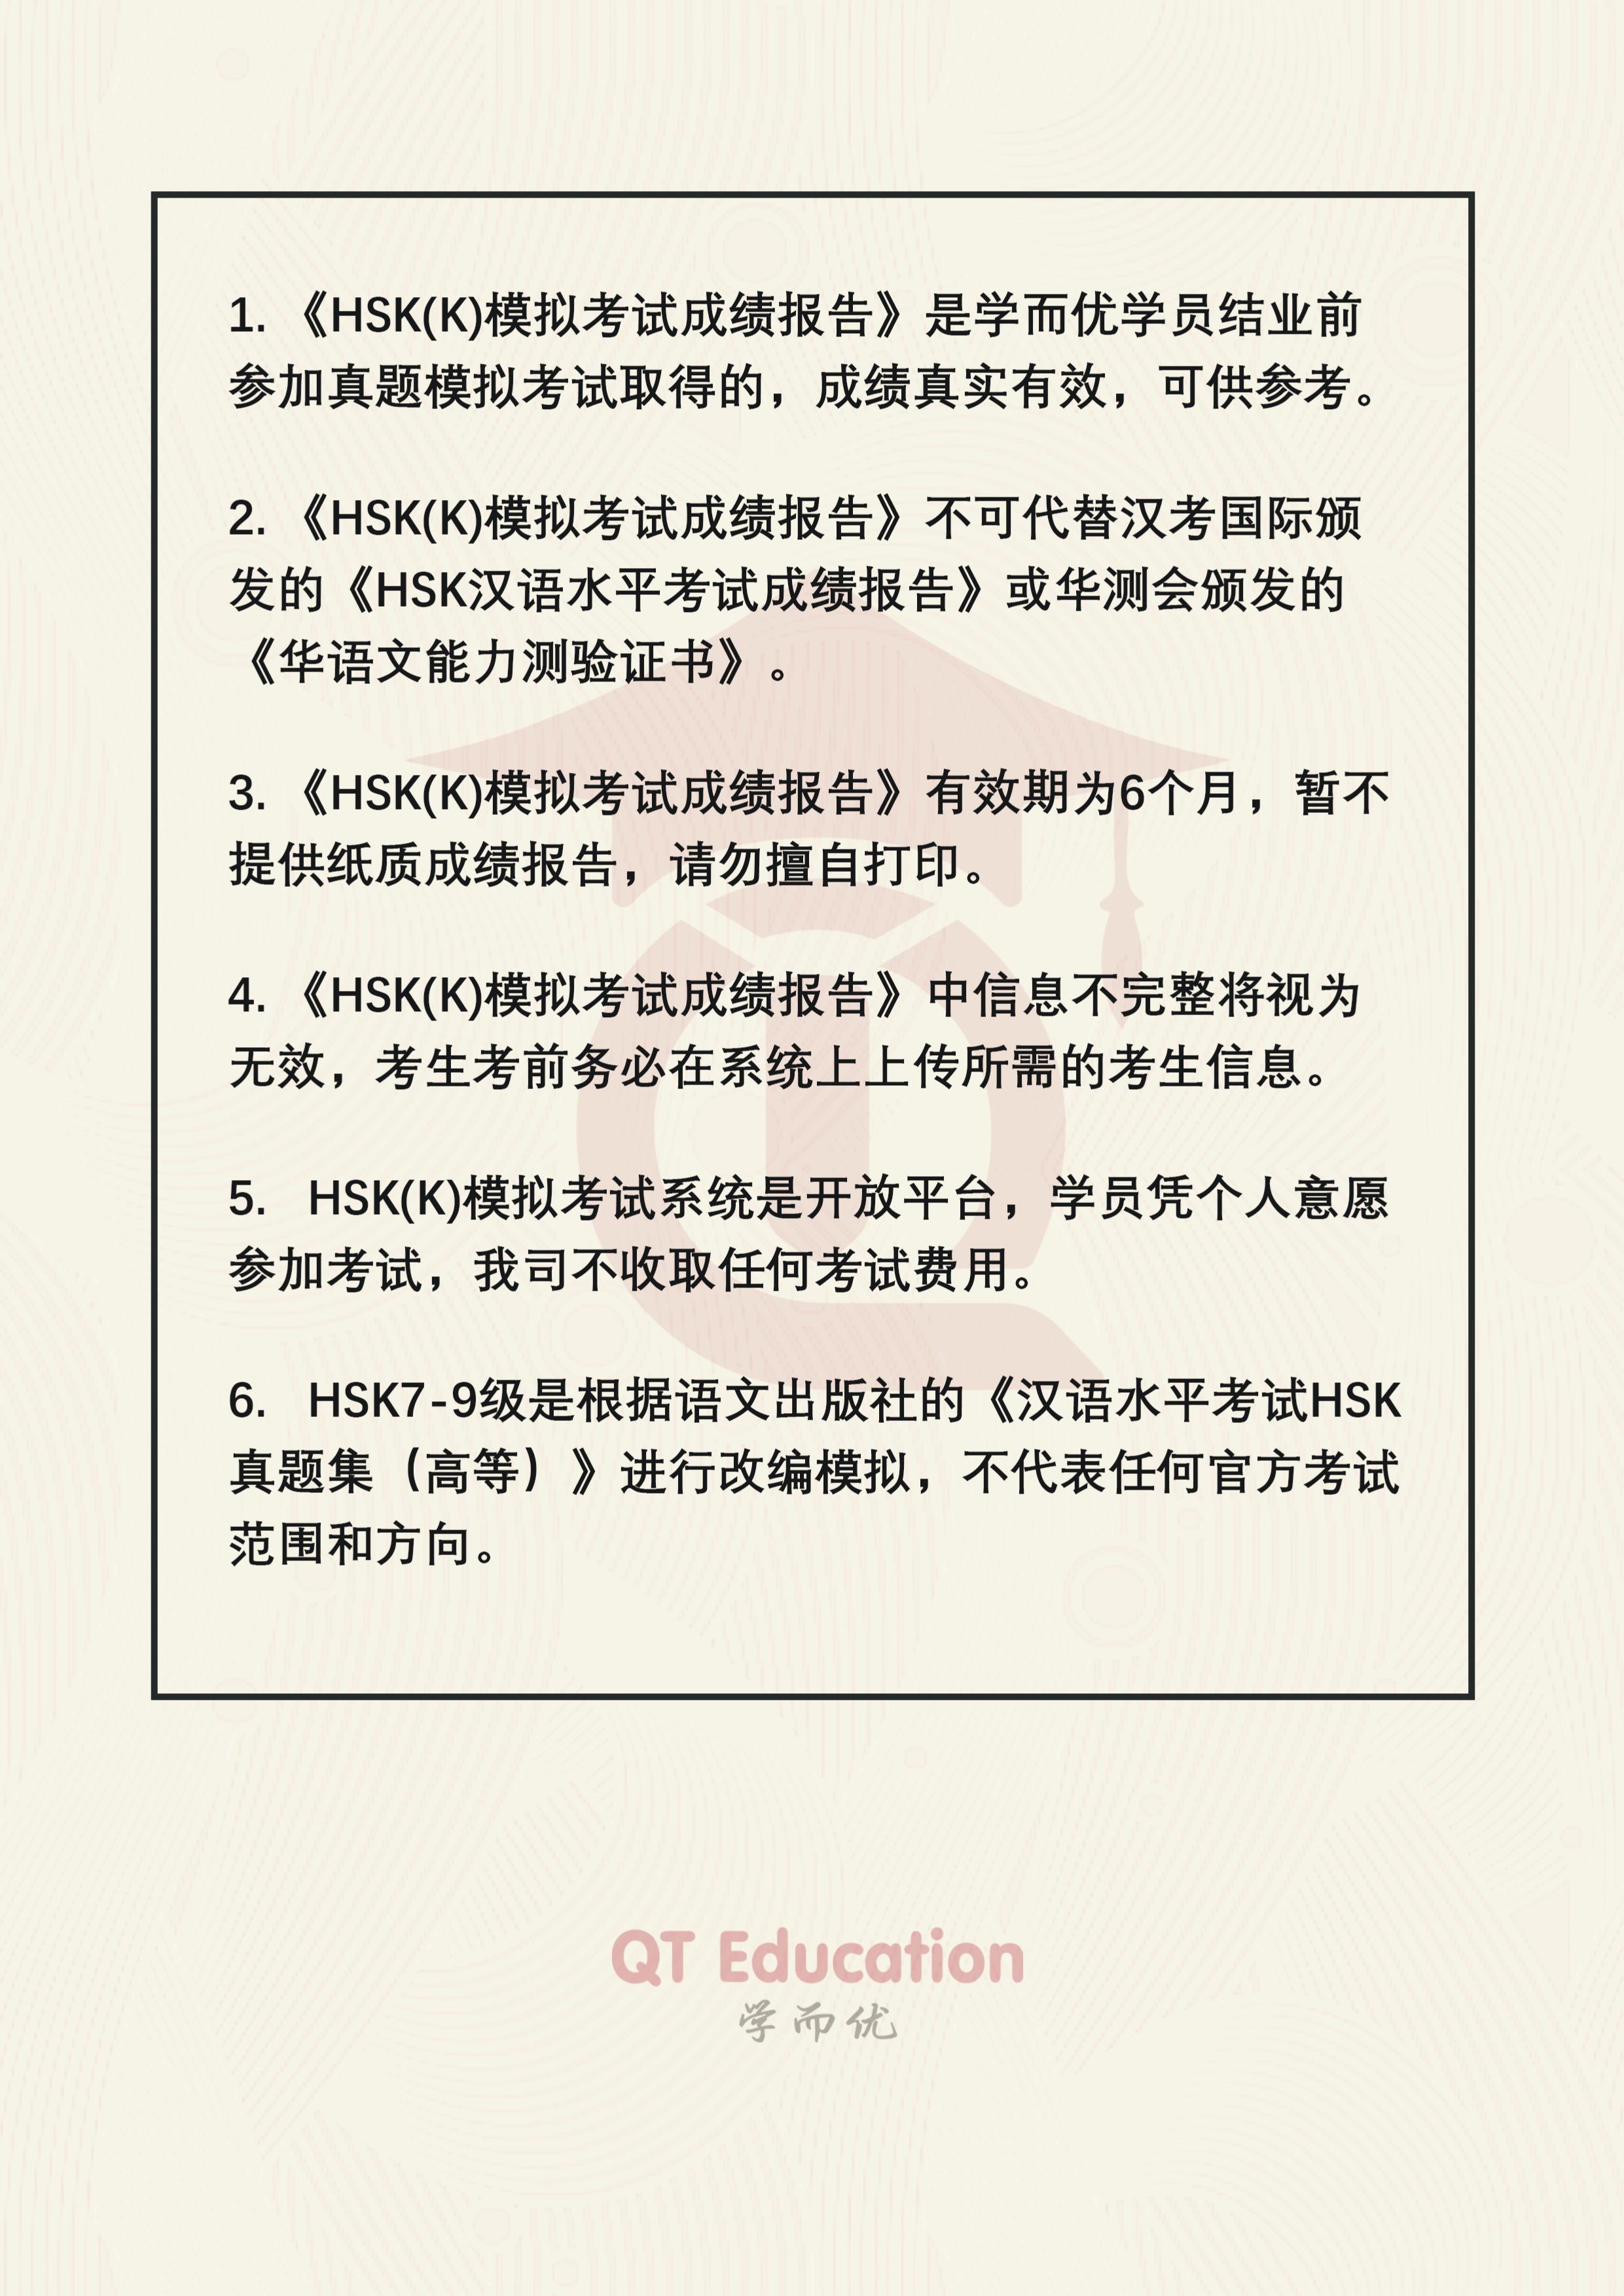 1. 《HSK(K)模拟考试成绩报告》是学而优学员结业前
参加真题模拟考试取得的，成绩真实有效，可供参考。
2. 《HSK(K)模拟考试成绩报告》不可代替汉考国际颁
发的《HSK汉语水平考试成绩报告》或华测会颁发的
《华语文能力测验证书》。
3. 《HSK(K)模拟考试成绩报告》有效期为6个月，暂不
提供纸质成绩报告，请勿擅自打印。
4. 《HSK(K)模拟考试成绩报告》中信息不完整将视为
无效，考生考前务必在系统上上传所需的考生信息。
5. HSK(K)模拟考试系统是开放平台，学员凭个人意愿
参加考试，我司不收取任何考试费用。
6. HSK7-9级是根据语文出版社的《汉语水平考试HSK
真题集（高等）》进行改编模拟，不代表任何官方考试
范围和方向。
QT Education
学而优